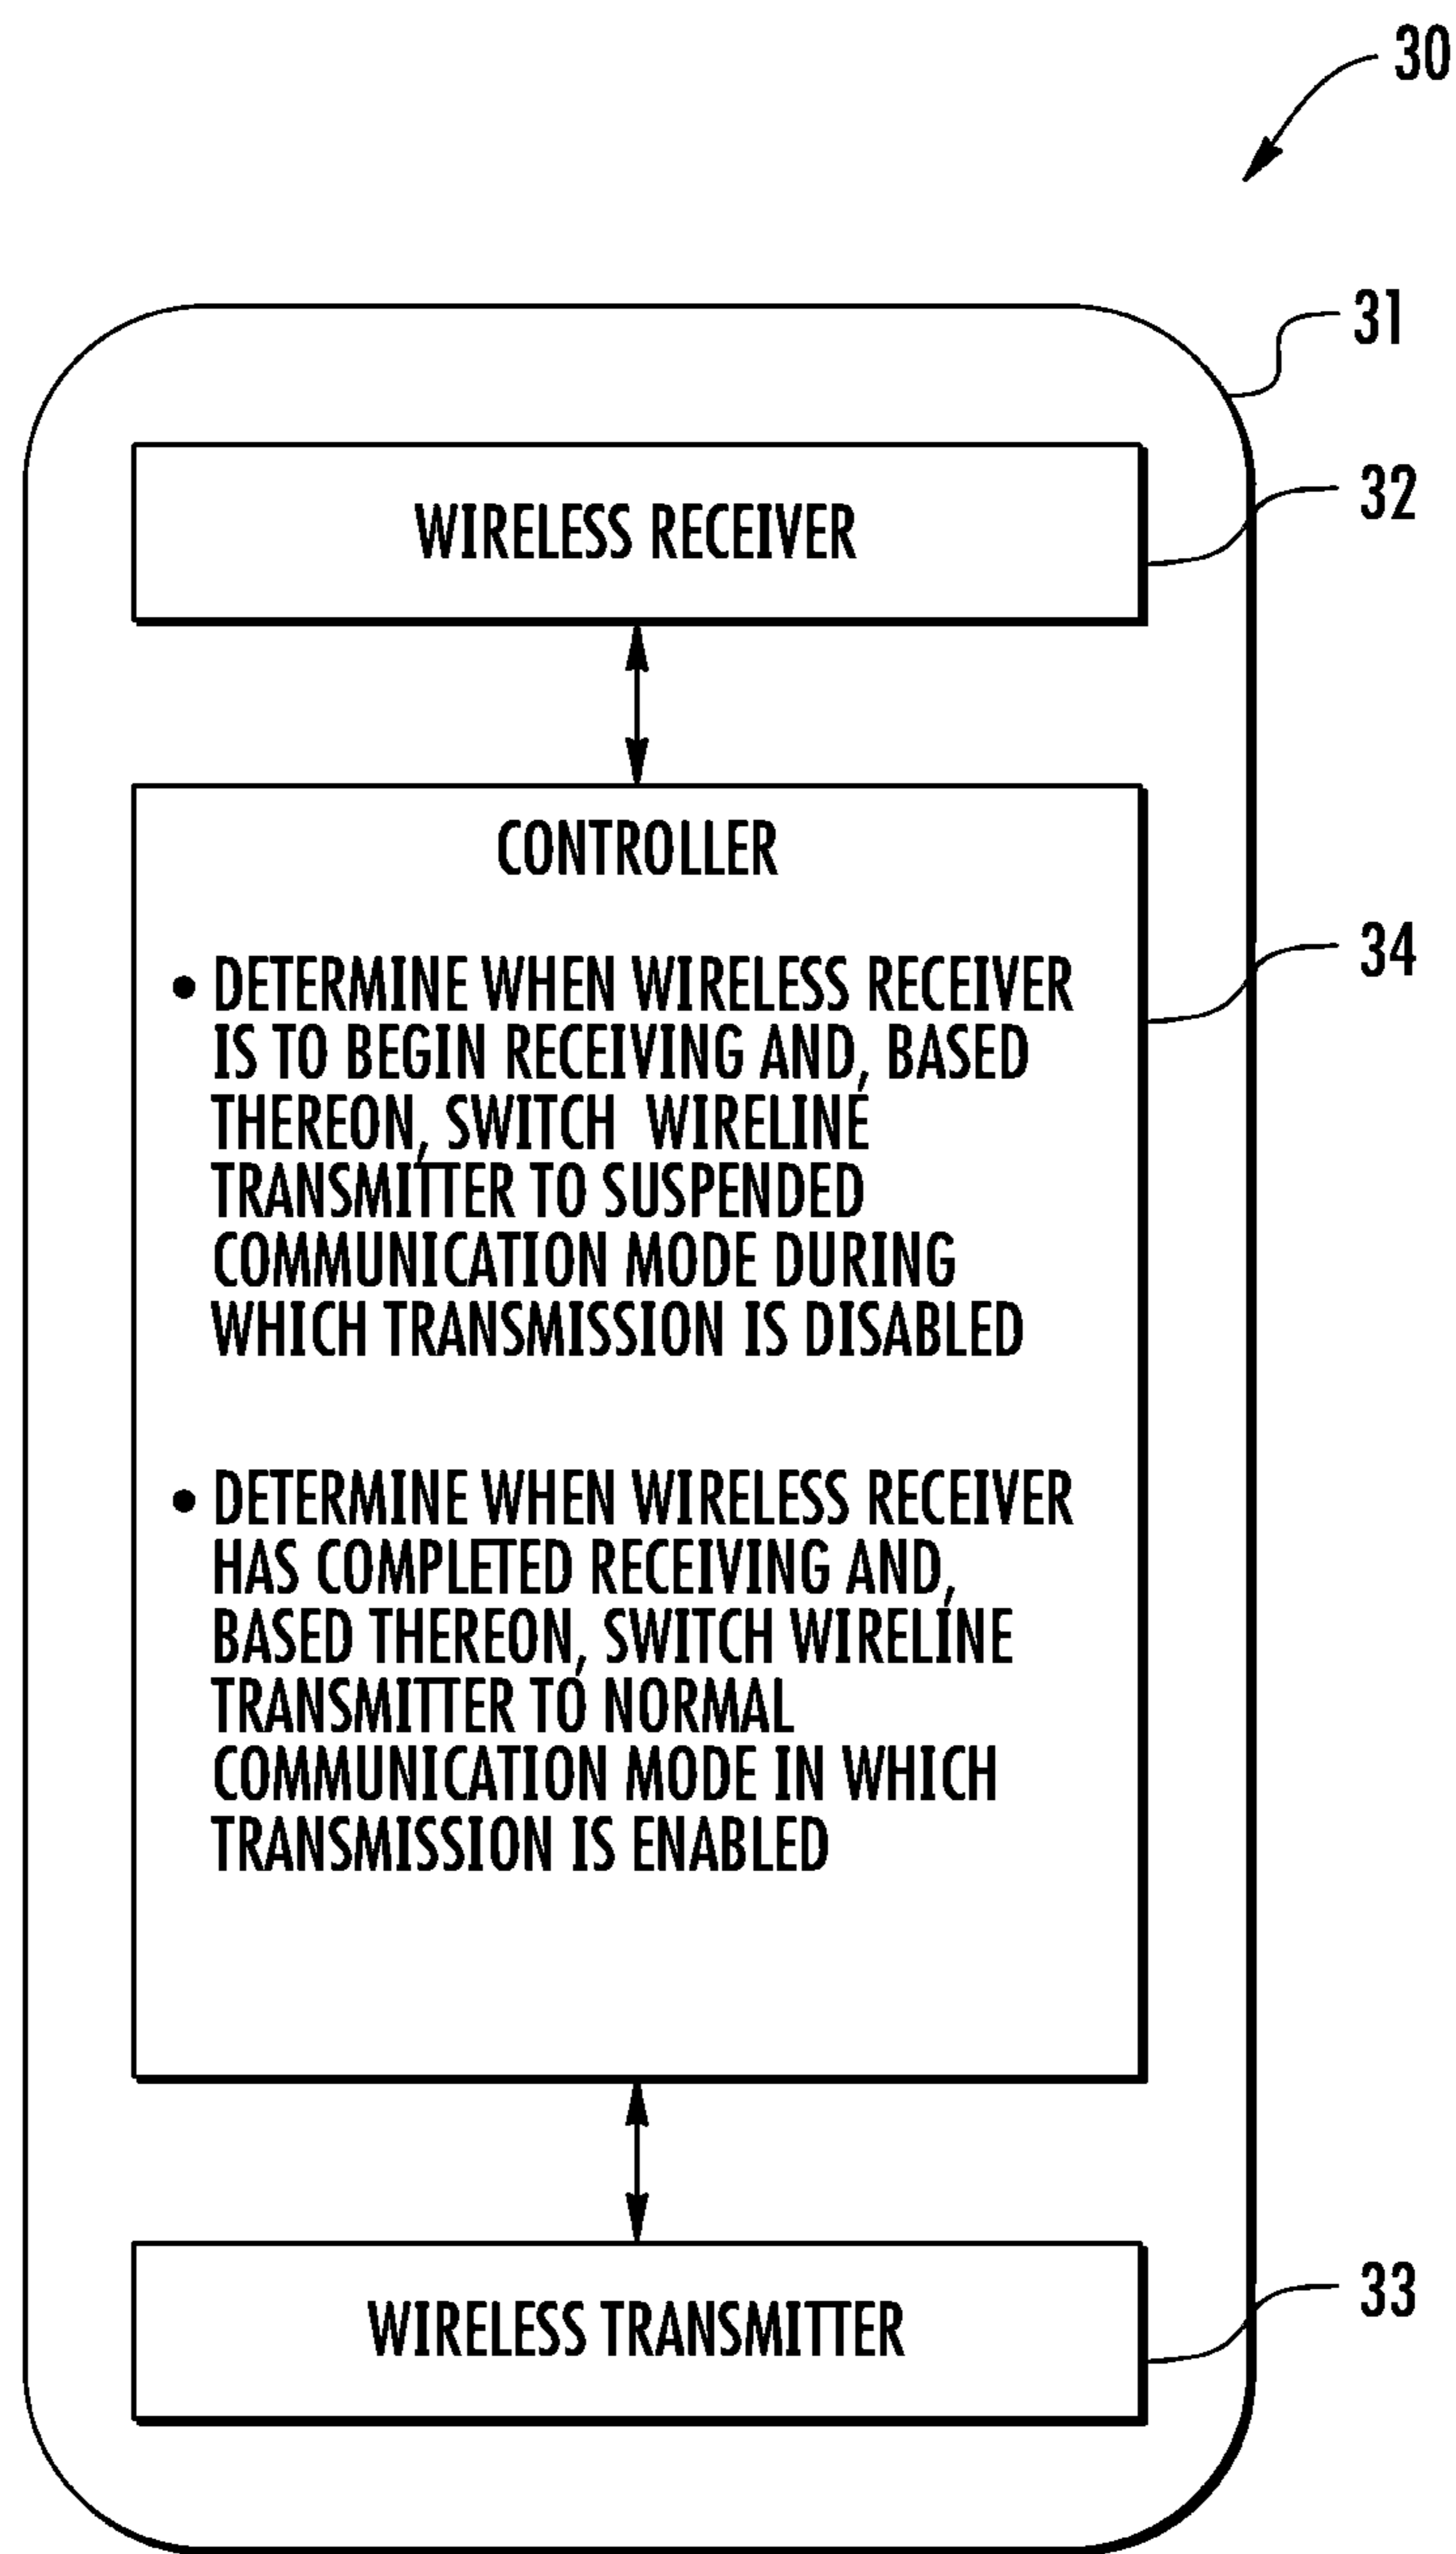 30
31
WIRELESS RECEIVER
32
CONTROLLER
• DETERMINE WHEN WIRELESS RECEIVER
IS TO BEGIN RECEIVING AND, BASED
THEREON, SWITCH WIRELINE
TRANSMITTER TO SUSPENDED
COMMUNICATION MODE DURING
WHICH TRANSMISSION IS DISABLED
34
• DETERMINE WHEN WIRELESS RECEIVER
HAS COMPLETED RECEIVING AND,
BASED THEREON, SWITCH WIRELINE
TRANSMITTER TO NORMAL
COMMUNICATION MODE IN WHICH
TRANSMISSION IS ENABLED
WIRELESS TRANSMITTER
33